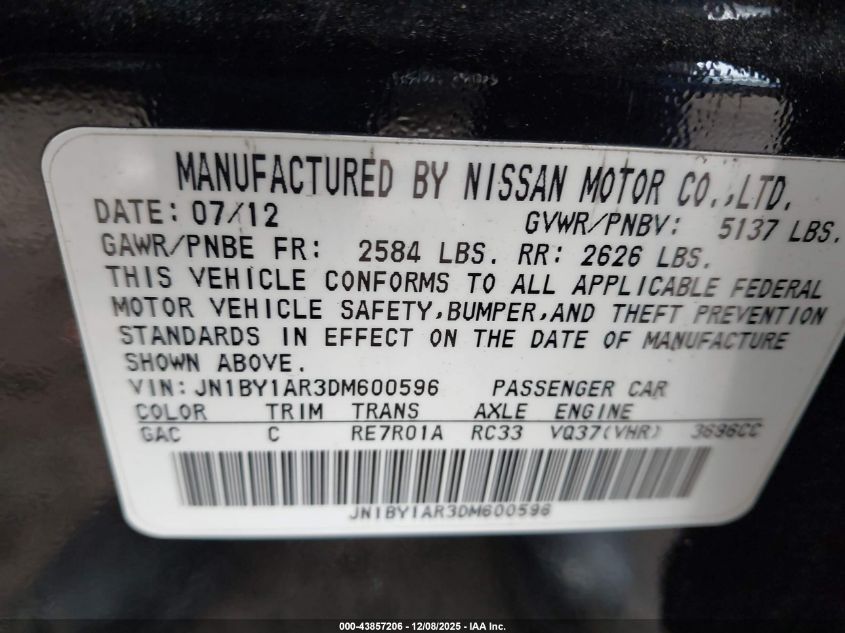 MANUFACTURED BY NISSAN MOTOR CO.,LTD.
DATE: 07/12 GVWR/PNBV: 5137 LBS.
GAWR/PNBE FR: 2584 LBS. RR: 2626 LBS.
THIS VEHICLE CONFORMS TO ALL APPLICABLE FEDERAL
MOTOR VEHICLE SAFETY,BUMPER,AND THEFT PREVENTION
STANDARDS IN EFFECT ON THE DATE OF MANUFACTURE
SHOWN ABOVE.
VIN: JN1BY1AR3DM600596 PASSENGER CAR
COLOR TRIM TRANS AXLE ENGINE
GAC C RE7R01A RC33 VQ37(VHR) 3696CC
JN1BY1AR3DM600596
000-43857206 - 12/08/2025 - IAA Inc.